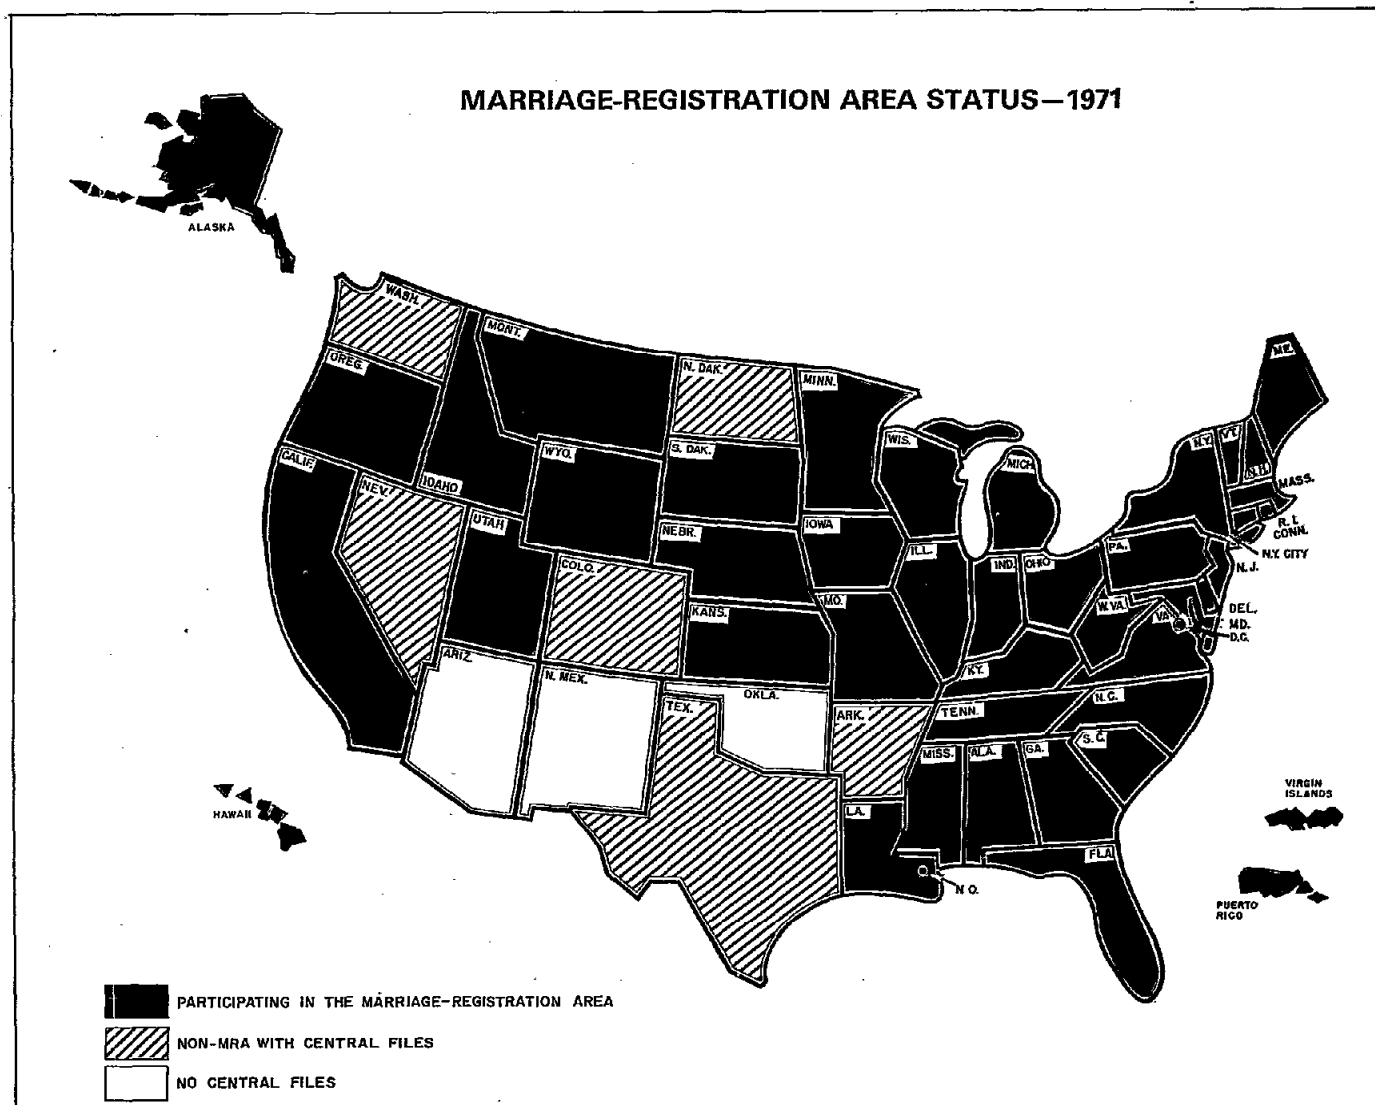 MARRIAGE-REGISTRATION AREA STATUS—1971
ALASKA
WASH.
MONT.
OREG.
N. DAK.
MINN.
ME.
WIS.
N.Y.
VT.
WYO.
S. DAK.
CALIF.
MICH
N.H.
MASS.
NEV.
IDAHO
UTAH
NEBR.
IOWA
R. I.
CONN.
N.Y. CITY
PA.
ILL.
IND.
OHIO
N.J.
COLO.
KANS.
MO.
W. VA.
VA.
DEL.
MD.
D.C.
ARIZ.
N. MEX.
OKLA.
KY.
TEX.
ARK.
TENN.
N.C.
MISS.
ALA.
GA.
S.C.
HAWAII
LA.
VIRGIN
ISLANDS
FLA
N O.
PUERTO
RICO
PARTICIPATING IN THE MARRIAGE-REGISTRATION AREA
NON-MRA WITH CENTRAL FILES
NO CENTRAL FILES